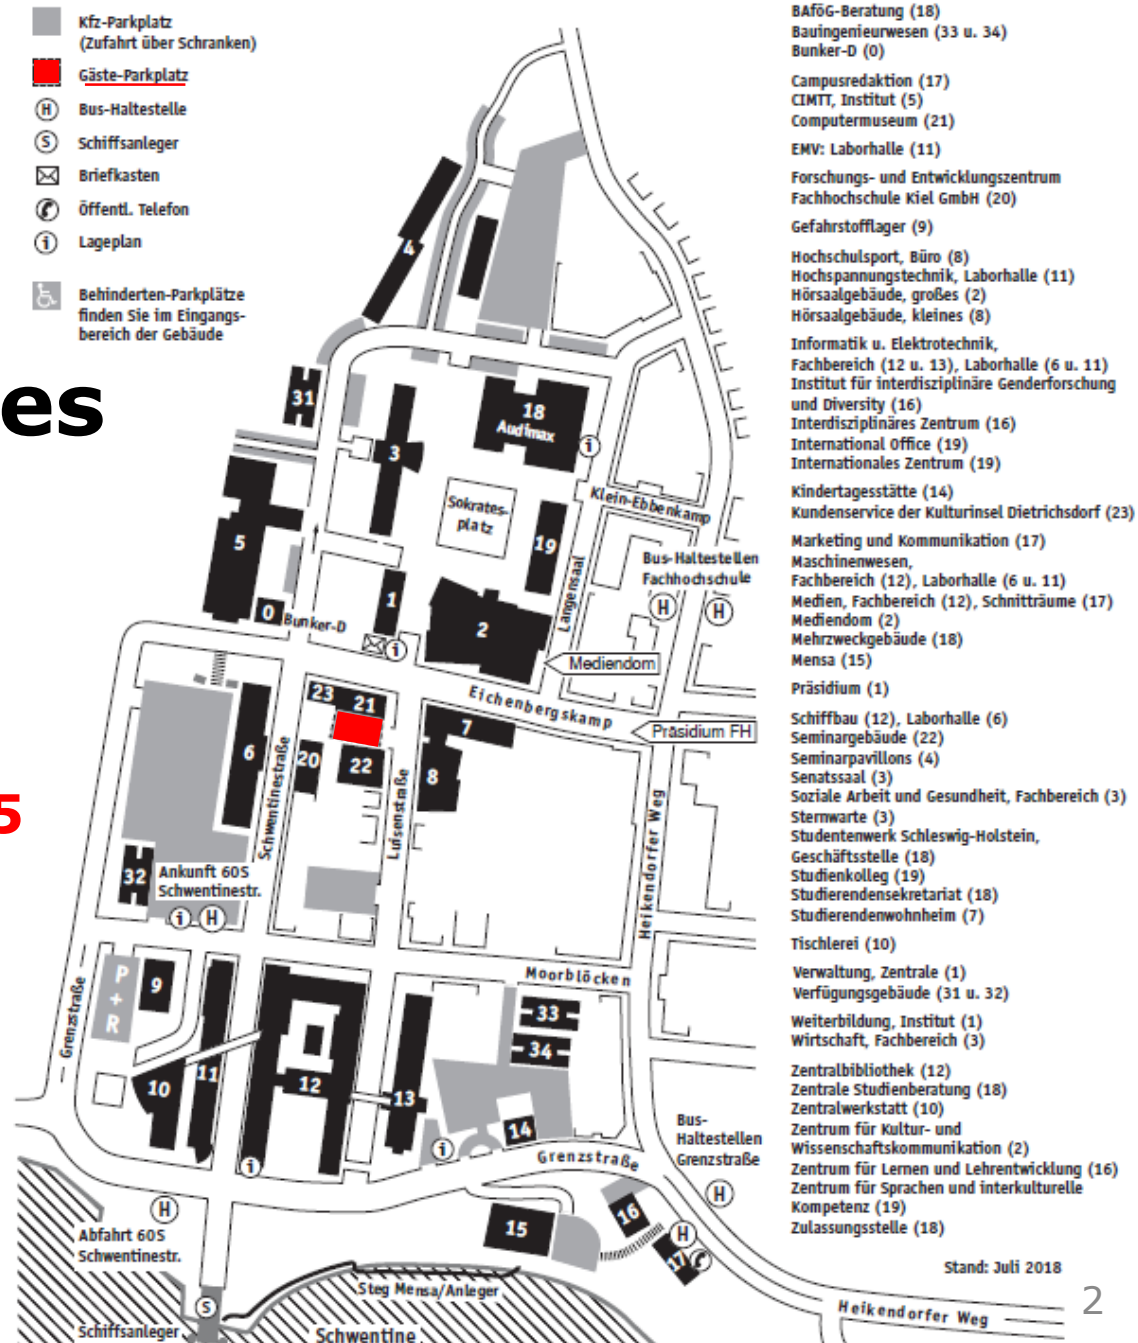 Kfz-Parkplatz
(Zufahrt über Schranken)
Gäste-Parkplatz
H Bus-Haltestelle
S Schiffsanleger
Briefkasten
Öffentl. Telefon
i Lageplan
Behinderten-Parkplätze
finden Sie im Eingangs-
bereich der Gebäude
es
5
4
31
3
18
Audimax
i
Sokrates-
platz
19
Klein-Ebbenkamp
Langensaal
Bus-Haltestellen
Fachhochschule
H
H
5
0
Bunker-D
1
i
2
Mediendom
Eichenbergskamp
Präsidium FH
23
21
7
6
20
22
8
Schwentinestraße
Luisenstraße
Heikendorfer Weg
32
Ankunft 60S
Schwentinestr.
i
H
Moorblöcken
P
+
R
9
Grenzstraße
10
11
12
13
33
34
14
i
i
Bus-
Haltestellen
Grenzstraße
H
Grenzstraße
H
Abfahrt 60S
Schwentinestr.
15
16
H
17
Steg Mensa/Anleger
S
Schiffsanleger
Schwentine
Heikendorfer Weg
BAföG-Beratung (18)
Bauingenieurwesen (33 u. 34)
Bunker-D (0)
Campusredaktion (17)
CIMTT, Institut (5)
Computermuseum (21)
EMV: Laborhalle (11)
Forschungs- und Entwicklungszentrum
Fachhochschule Kiel GmbH (20)
Gefahrstofflager (9)
Hochschulsport, Büro (8)
Hochspannungstechnik, Laborhalle (11)
Hörsaalgebäude, großes (2)
Hörsaalgebäude, kleines (8)
Informatik u. Elektrotechnik,
Fachbereich (12 u. 13), Laborhalle (6 u. 11)
Institut für interdisziplinäre Genderforschung
und Diversity (16)
Interdisziplinäres Zentrum (16)
International Office (19)
Internationales Zentrum (19)
Kindertagesstätte (14)
Kundenservice der Kulturinsel Dietrichsdorf (23)
Marketing und Kommunikation (17)
Maschinenwesen,
Fachbereich (12), Laborhalle (6 u. 11)
Medien, Fachbereich (12), Schnitträume (17)
Mediendom (2)
Mehrzweckgebäude (18)
Mensa (15)
Präsidium (1)
Schiffbau (12), Laborhalle (6)
Seminargebäude (22)
Seminarpavillons (4)
Senatssaal (3)
Soziale Arbeit und Gesundheit, Fachbereich (3)
Sternwarte (3)
Studentenwerk Schleswig-Holstein,
Geschäftsstelle (18)
Studienkolleg (19)
Studierendensekretariat (18)
Studierendenwohnheim (7)
Tischlerei (10)
Verwaltung, Zentrale (1)
Verfügungsgebäude (31 u. 32)
Weiterbildung, Institut (1)
Wirtschaft, Fachbereich (3)
Zentralbibliothek (12)
Zentrale Studienberatung (18)
Zentralwerkstatt (10)
Zentrum für Kultur- und
Wissenschaftskommunikation (2)
Zentrum für Lernen und Lehrentwicklung (16)
Zentrum für Sprachen und interkulturelle
Kompetenz (19)
Zulassungsstelle (18)
Stand: Juli 2018
2